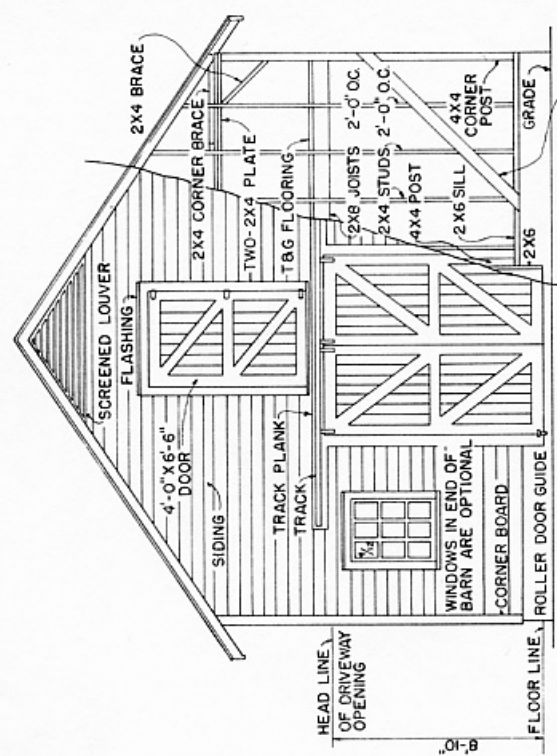 SCREENED LOUVER
FLASHING
4'-0" X 6'-6"
DOOR
SIDING
TRACK PLANK
TRACK
2X4 BRACE
2X4 CORNER BRACE
TWO- 2X4 PLATE
T&G FLOORING
2X8 JOISTS 2'-0" O.C.
2X4 STUDS 2'-0" O.C.
4X4 POST
4X4
CORNER
POST
2X6 SILL
2X6
GRADE
WINDOWS IN END OF
BARN ARE OPTIONAL
CORNER BOARD
ROLLER DOOR GUIDE
HEAD LINE
OF DRIVEWAY
OPENING
FLOOR LINE
8'-10"